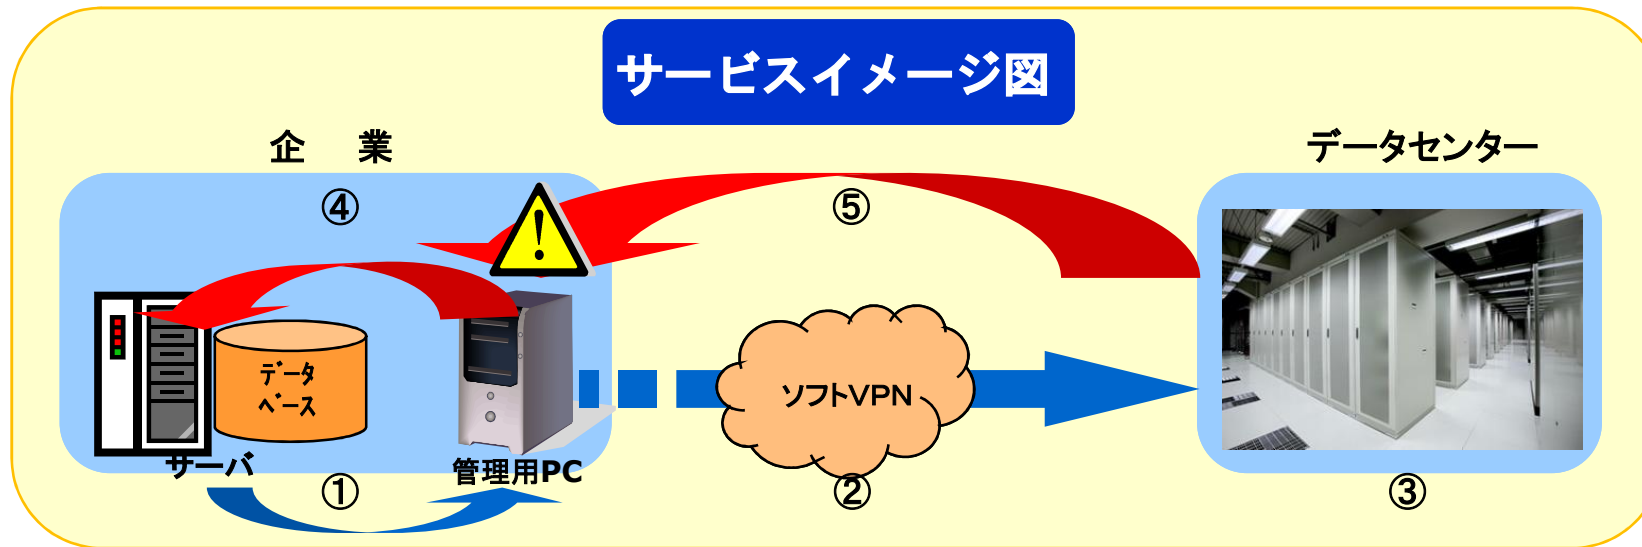 サービスイメージ図
企　業
データセンター
④
⑤
データ
ベース
ソフトVPN
サーバ
管理用PC
①
②
③